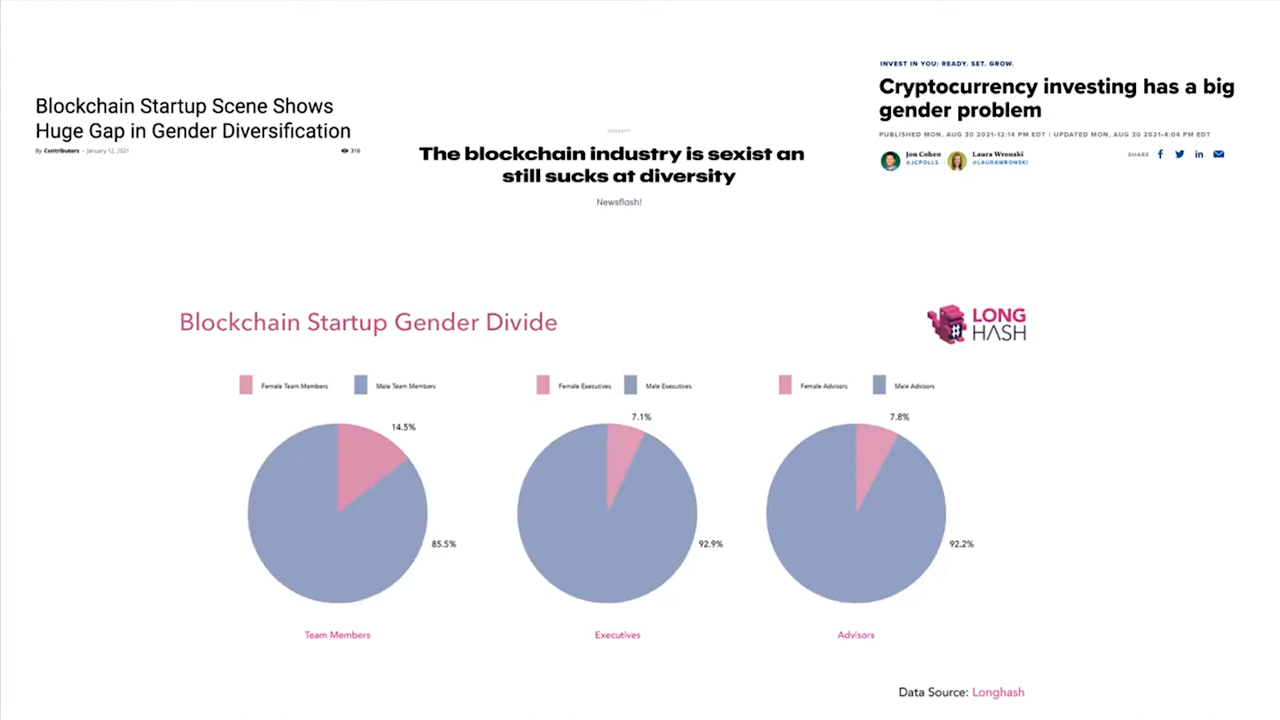 Blockchain Startup Scene Shows
Huge Gap in Gender Diversification
By Contributors - January 12, 2021
316
The blockchain industry is sexist an
still sucks at diversity
Newsflash!
INVEST IN YOU: READY. SET. GROW.
Cryptocurrency investing has a big
gender problem
PUBLISHED MON, AUG 30 2021•12:14 PM EDT | UPDATED MON, AUG 30 2021•4:04 PM EDT
Jon Cohen
@JCPOLLS
Laura Wronski
@LAURAWRONSKI
SHARE
Blockchain Startup Gender Divide
LONG
HASH
Female Team Members
Male Team Members
Female Executives
Male Executives
Female Advisors
Male Advisors
14.5%
85.5%
7.1%
92.9%
7.8%
92.2%
Team Members
Executives
Advisors
Data Source: Longhash